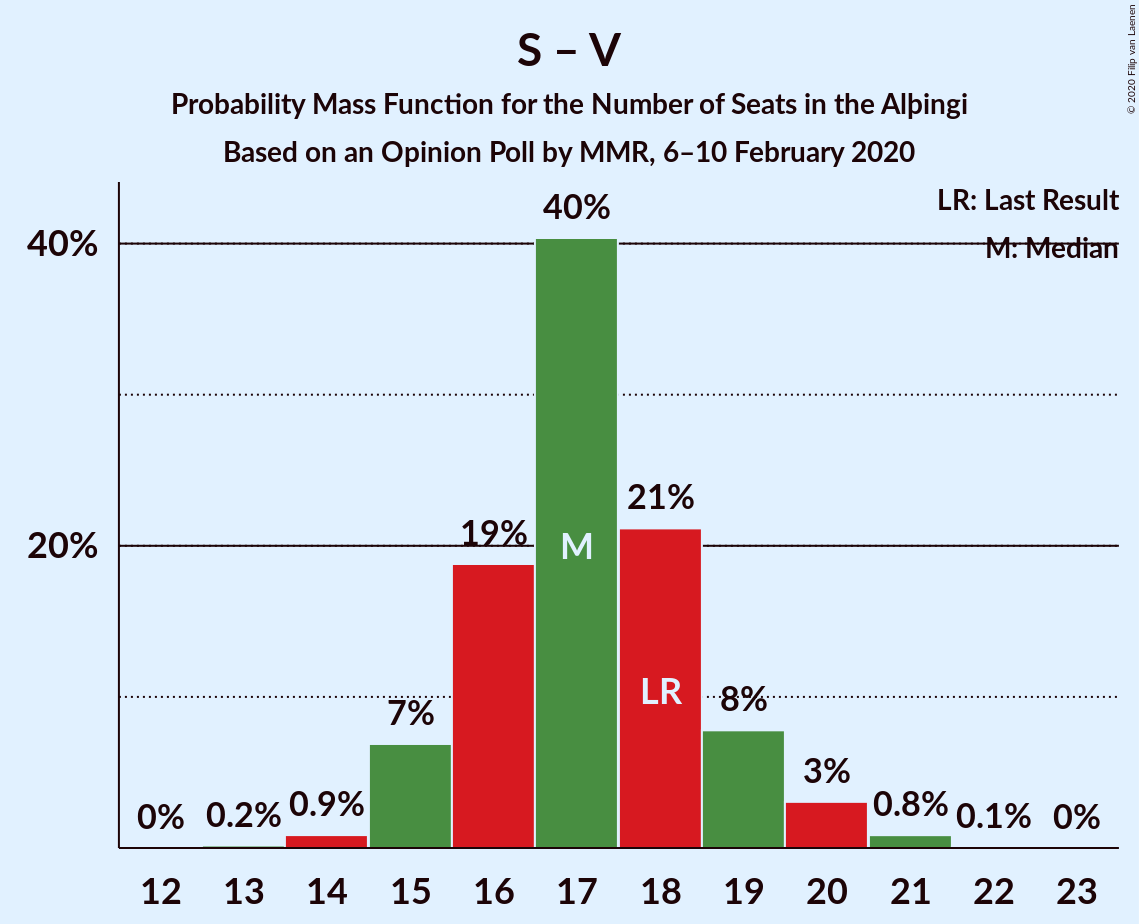 S – V
Probability Mass Function for the Number of Seats in the Alþingi
Based on an Opinion Poll by MMR, 6–10 February 2020
© 2020 Filip van Laenen
LR: Last Result
M: Median
40%
20%
0%
0.2%
0.9%
7%
19%
40%
21%
8%
3%
0.8%
0.1%
0%
M
LR
12 13 14 15 16 17 18 19 20 21 22 23